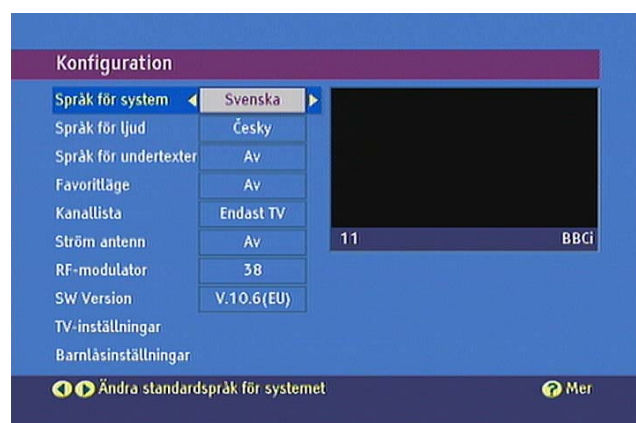 Konfiguration
Språk för system Svenska
Språk för ljud Česky
Språk för undertexter Av
Favoritläge Av
Kanallista Endast TV
Ström antenn Av
11 BBCi
RF-modulator 38
SW Version V.10.6(EU)
TV-inställningar
Barnlåsinställningar
Ändra standardspråk för systemet ? Mer